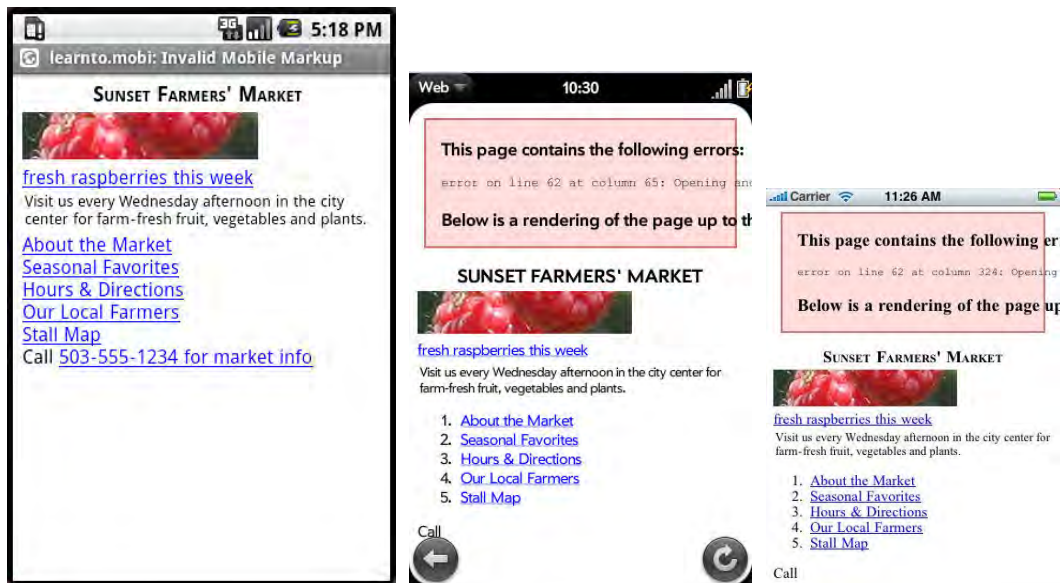 3G
5:18 PM
learnto.mobi: Invalid Mobile Markup
SUNSET FARMERS' MARKET
fresh raspberries this week
Visit us every Wednesday afternoon in the city
center for farm-fresh fruit, vegetables and plants.
About the Market
Seasonal Favorites
Hours & Directions
Our Local Farmers
Stall Map
Call 503-555-1234 for market info
Web
10:30
This page contains the following errors:
error on line 62 at column 65: Opening and
Below is a rendering of the page up to th
SUNSET FARMERS' MARKET
fresh raspberries this week
Visit us every Wednesday afternoon in the city center for
farm-fresh fruit, vegetables and plants.
1. About the Market
2. Seasonal Favorites
3. Hours & Directions
4. Our Local Farmers
5. Stall Map
Call
Carrier
11:26 AM
This page contains the following er
error on line 62 at column 324: Opening
Below is a rendering of the page up
SUNSET FARMERS' MARKET
fresh raspberries this week
Visit us every Wednesday afternoon in the city center for
farm-fresh fruit, vegetables and plants.
1. About the Market
2. Seasonal Favorites
3. Hours & Directions
4. Our Local Farmers
5. Stall Map
Call